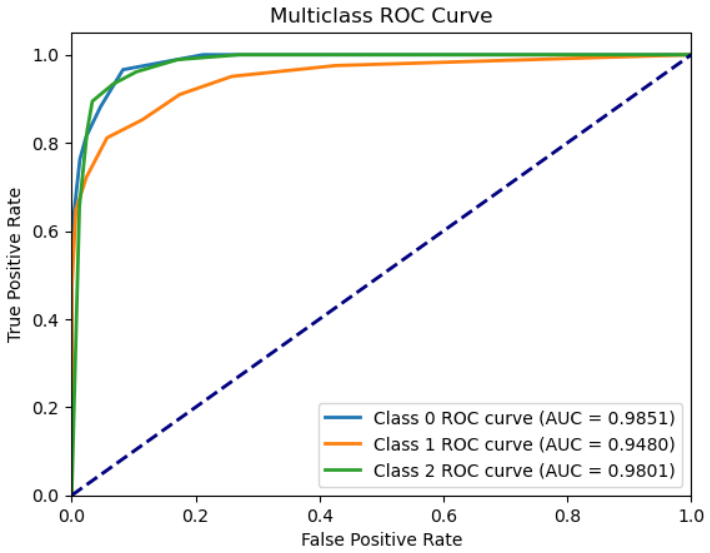 Multiclass ROC Curve
True Positive Rate
1.0
0.8
0.6
0.4
0.2
0.0
Class 0 ROC curve (AUC = 0.9851)
Class 1 ROC curve (AUC = 0.9480)
Class 2 ROC curve (AUC = 0.9801)
0.0 0.2 0.4 0.6 0.8 1.0
False Positive Rate